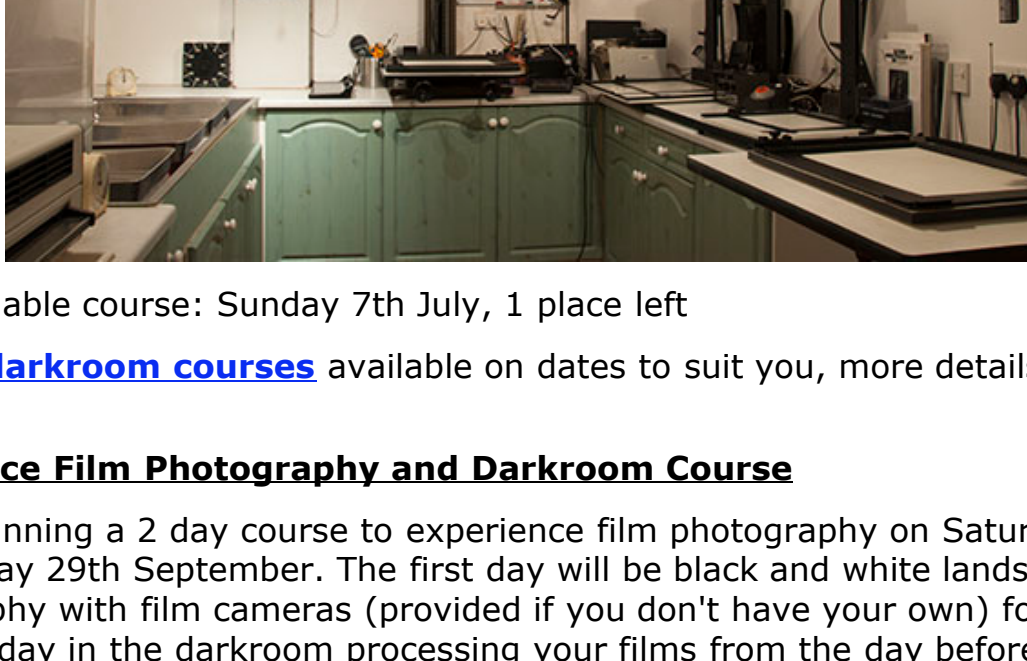 able course: Sunday 7th July, 1 place left
darkroom courses available on dates to suit you, more details
ce Film Photography and Darkroom Course
nning a 2 day course to experience film photography on Satur
ay 29th September. The first day will be black and white lands
phy with film cameras (provided if you don't have your own) fo
day in the darkroom processing your films from the day before